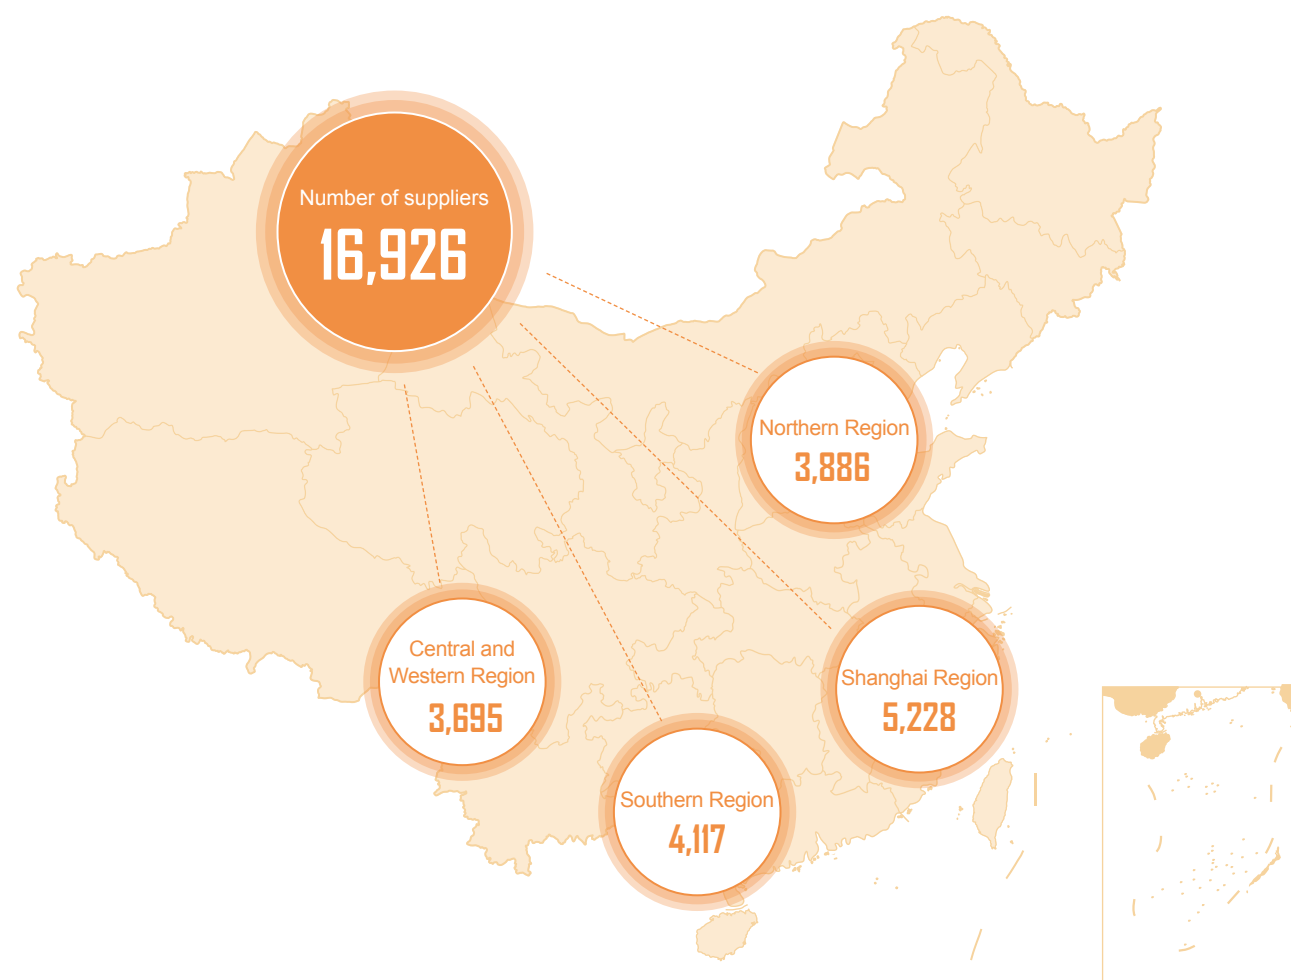 Number of suppliers
16,926
Northern Region
3,886
Central and
Western Region
3,695
Shanghai Region
5,228
Southern Region
4,117